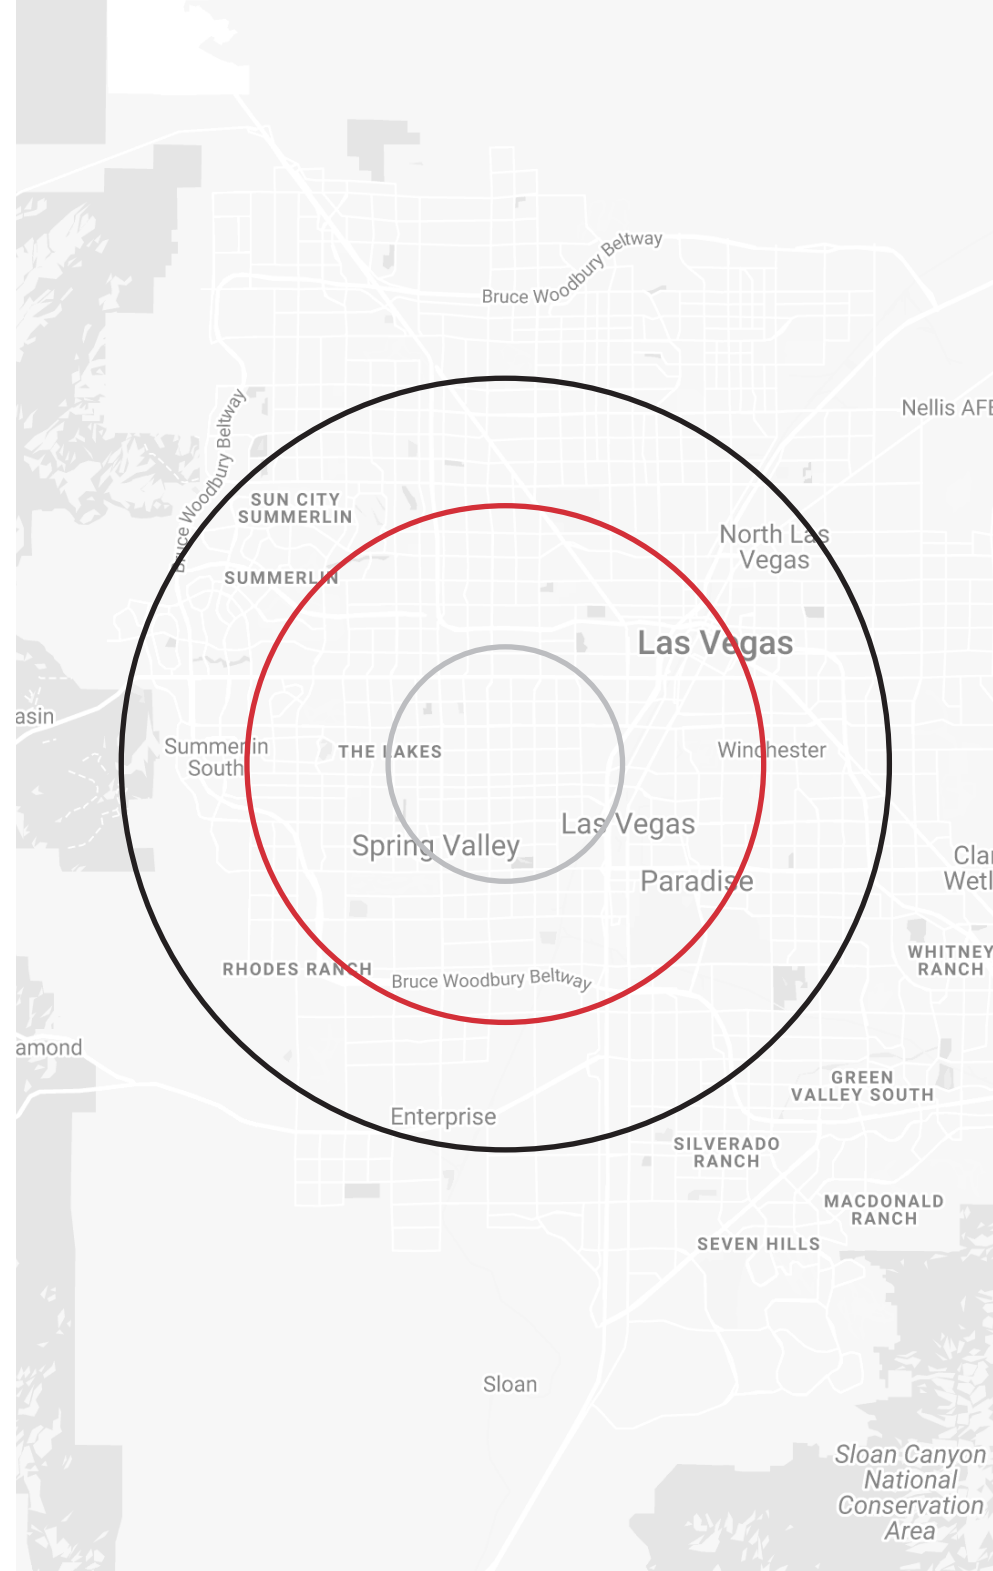 Bruce Woodbury Beltway
Nellis AFB
Bruce Woodbury Beltway
SUN CITY
SUMMERLIN
North Las
Vegas
SUMMERLIN
Las Vegas
asin
Summerlin
South
THE LAKES
Winchester
Las Vegas
Spring Valley
Paradise
Clar
Wetl
WHITNEY
RANCH
RHODES RANCH
Bruce Woodbury Beltway
amond
GREEN
VALLEY SOUTH
Enterprise
SILVERADO
RANCH
MACDONALD
RANCH
SEVEN HILLS
Sloan
Sloan Canyon
National
Conservation
Area